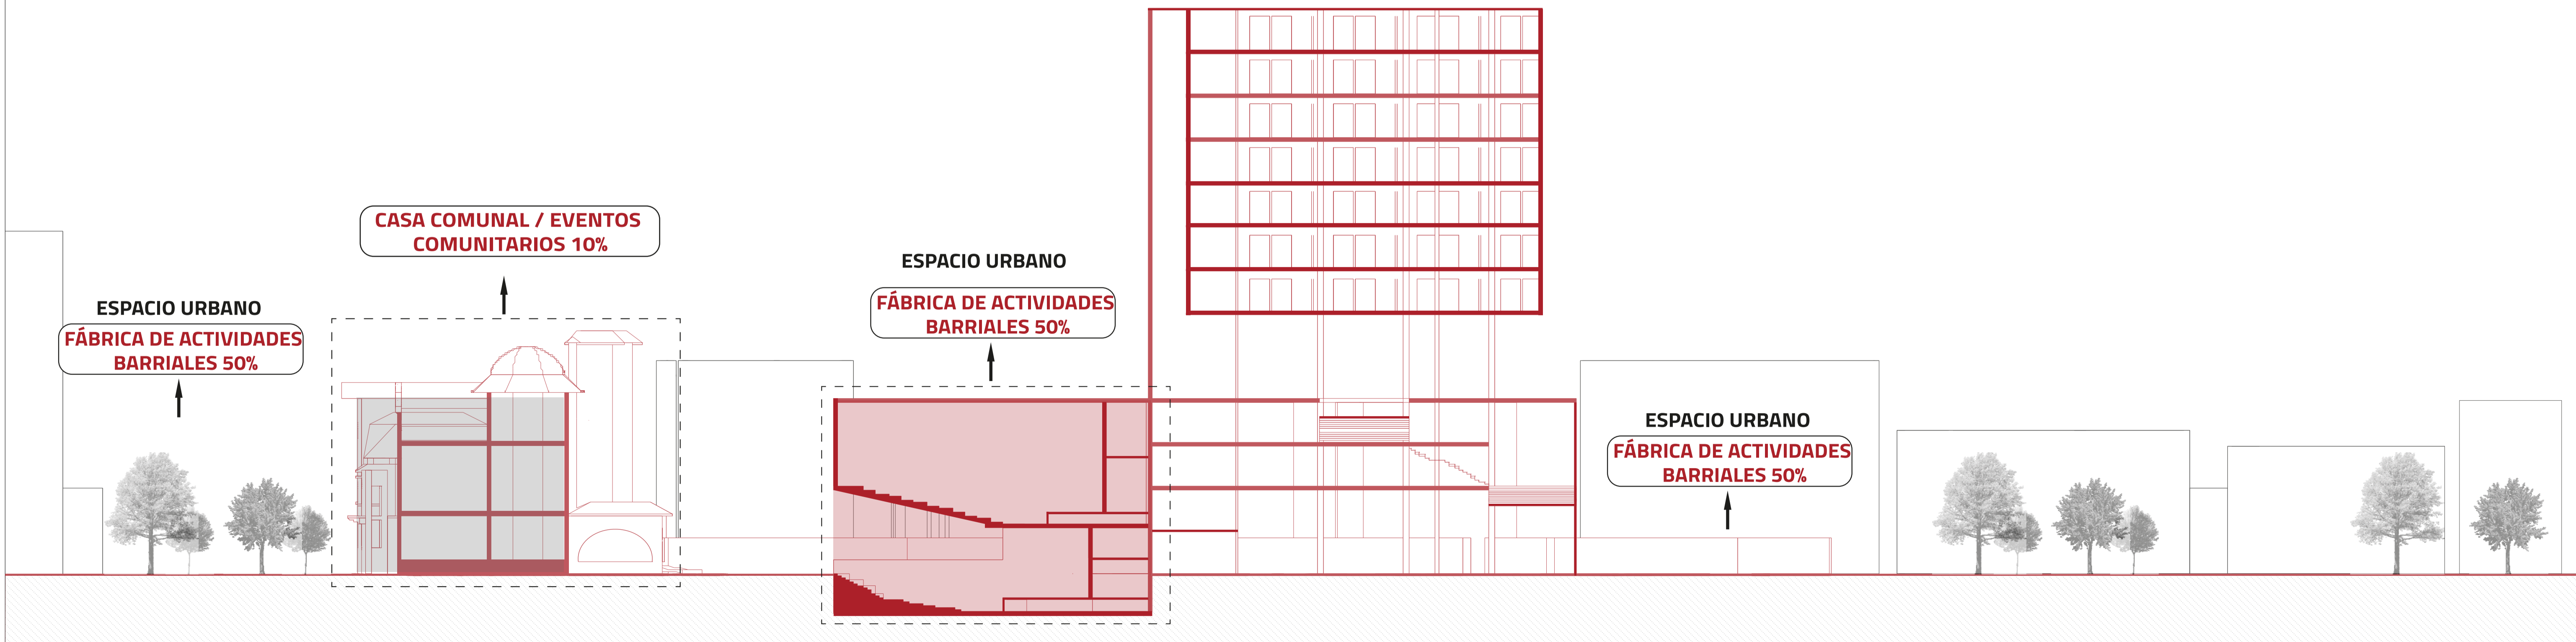 CASA COMUNAL / EVENTOS
COMUNITARIOS 10%
ESPACIO URBANO
FÁBRICA DE ACTIVIDADES
BARRIALES 50%
ESPACIO URBANO
FÁBRICA DE ACTIVIDADES
BARRIALES 50%
ESPACIO URBANO
FÁBRICA DE ACTIVIDADES
BARRIALES 50%